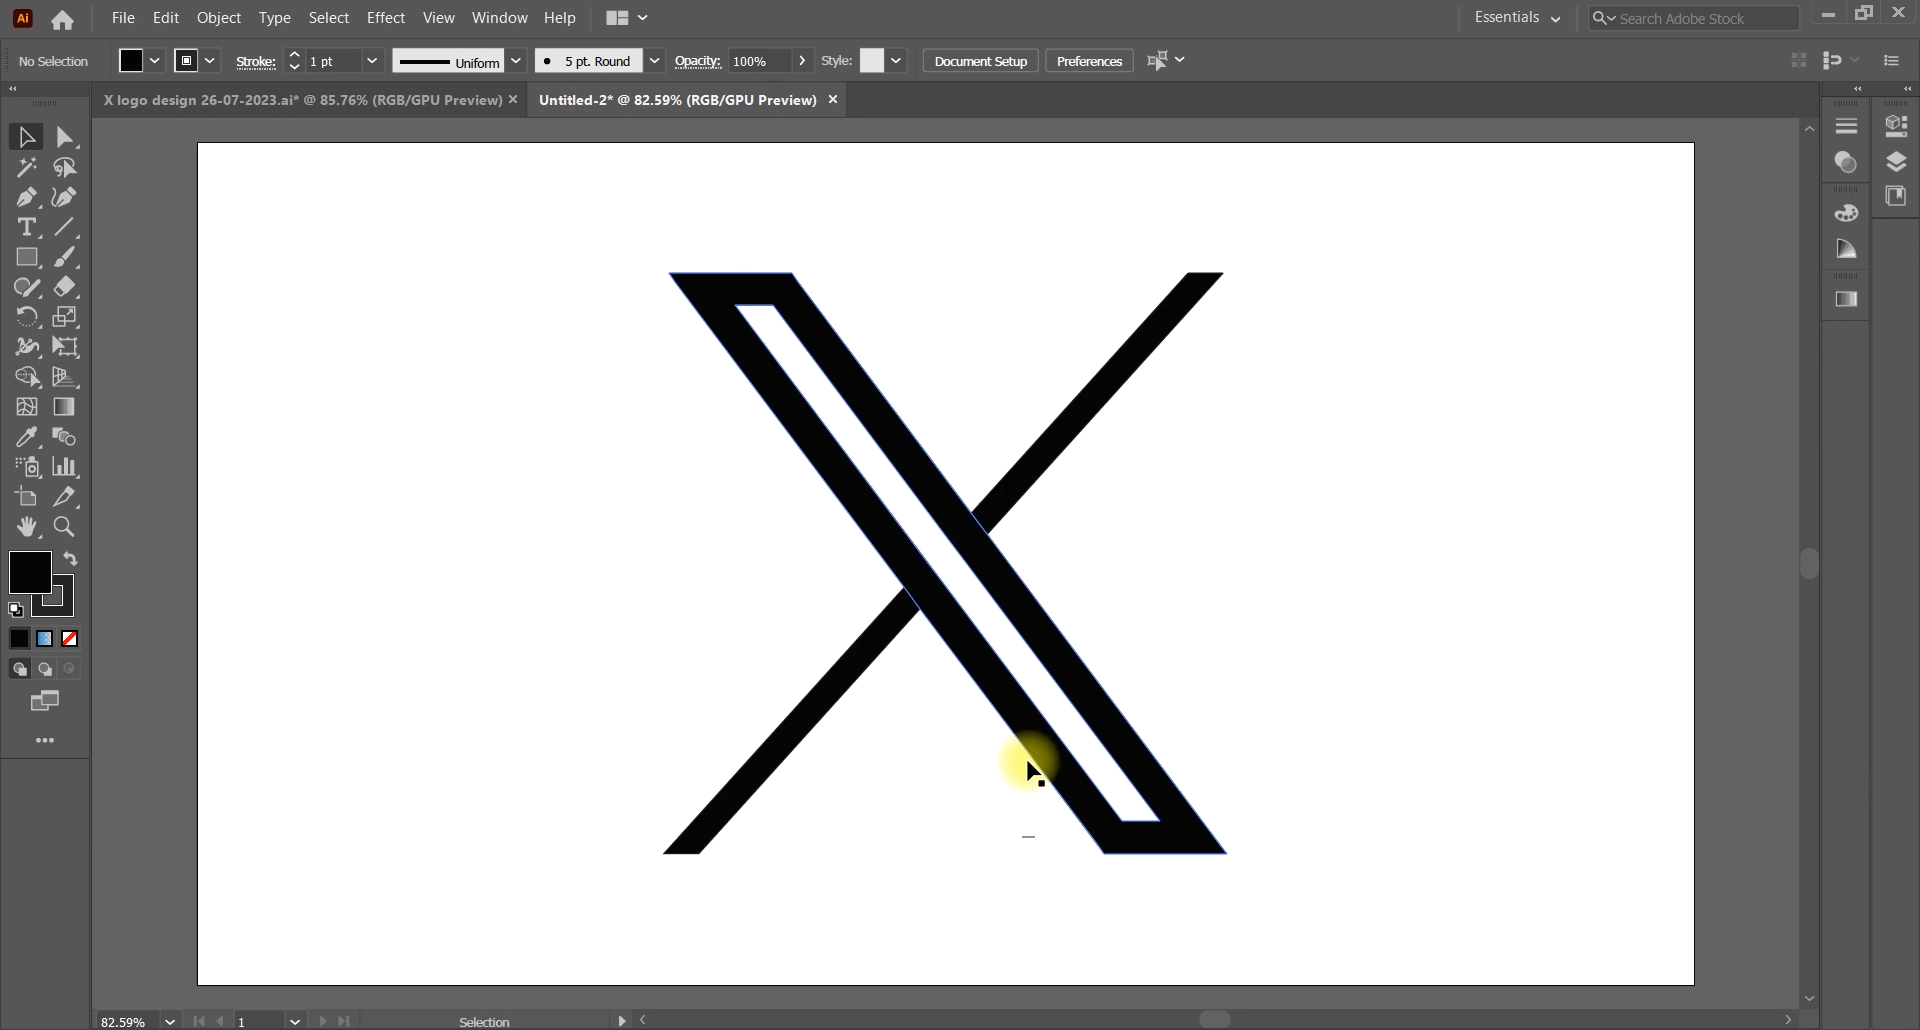 Ai File Edit Object Type Select Effect View Window Help Essentials Search Adobe Stock
No Selection Stroke: 1 pt Uniform 5 pt. Round Opacity: 100% Style: Document Setup Preferences
X logo design 26-07-2023.ai* @ 85.76% (RGB/GPU Preview) × Untitled-2* @ 82.59% (RGB/GPU Preview) ×
82.59% 1 Selection